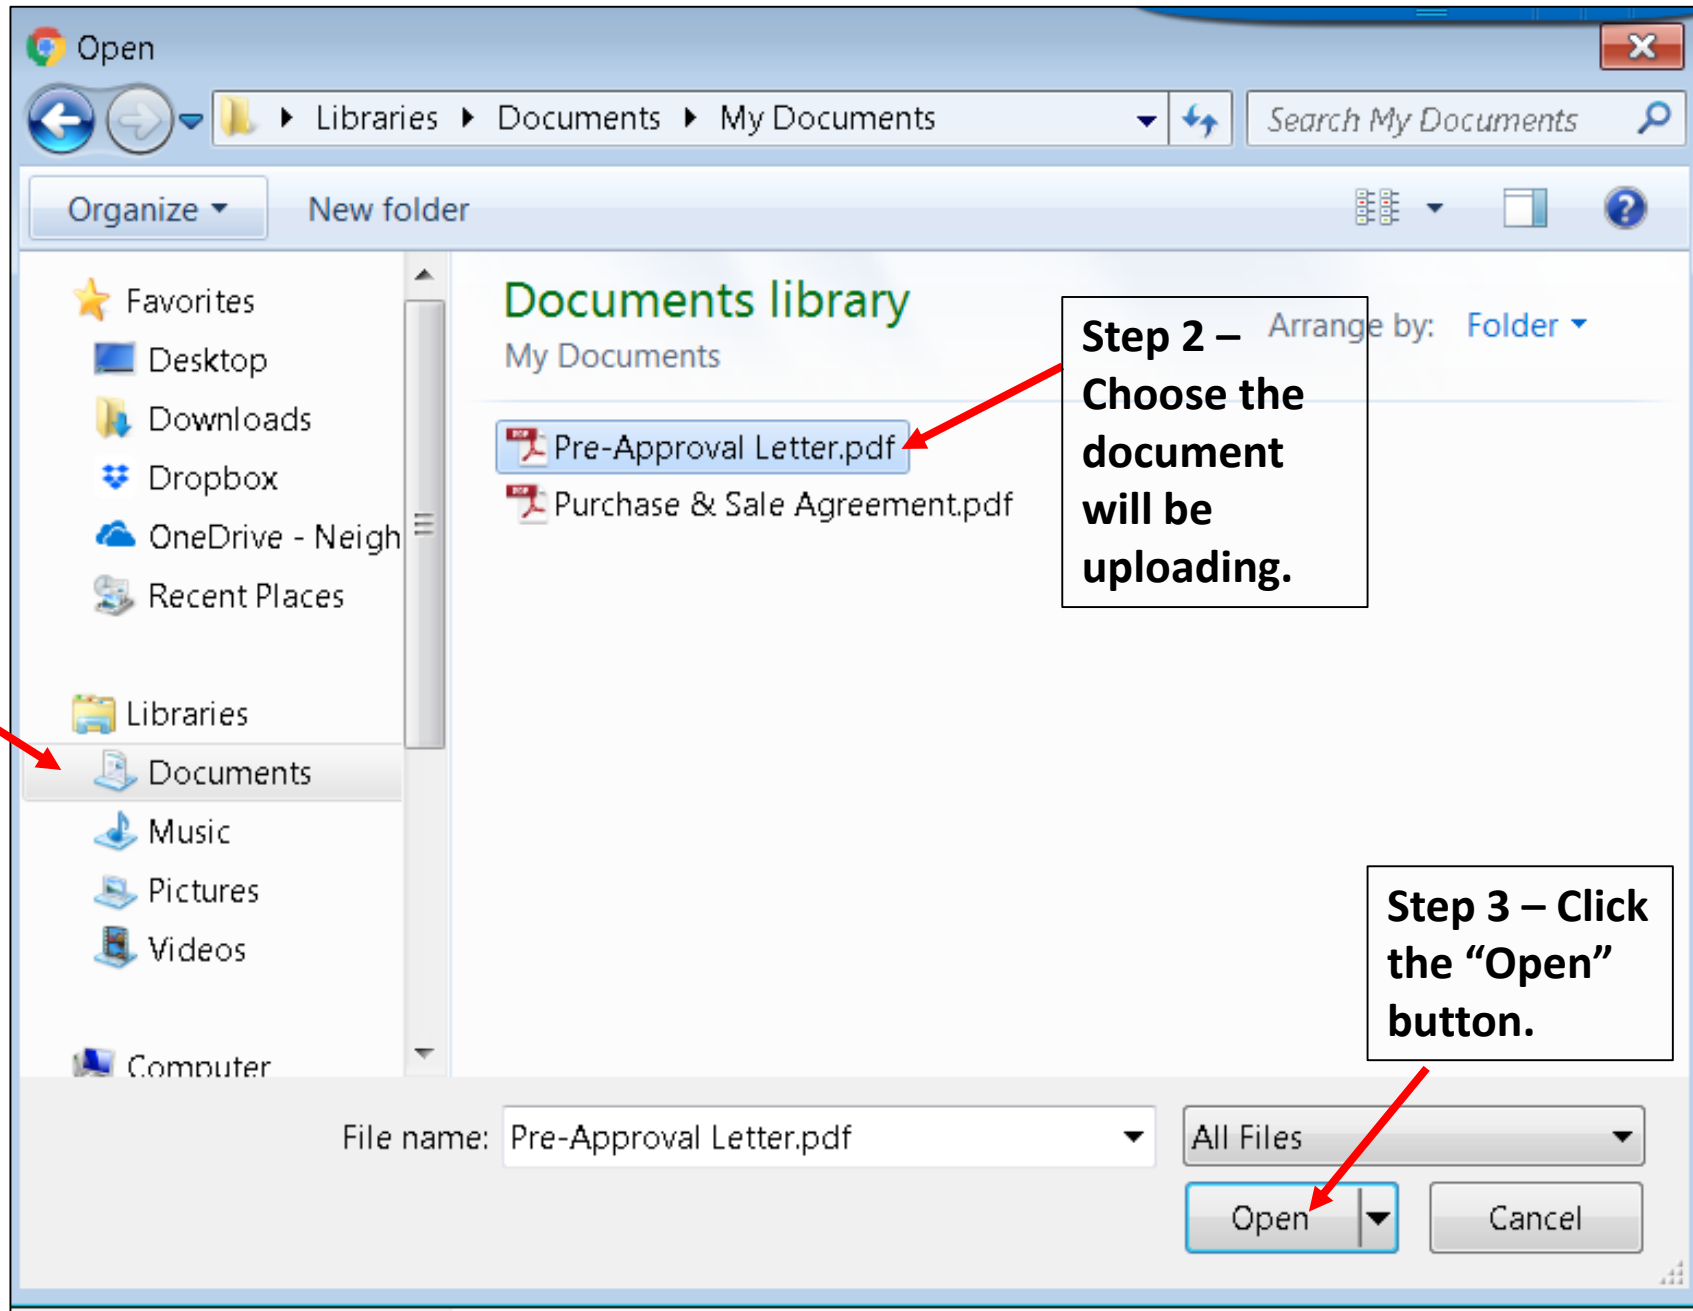 Open
Libraries Documents My Documents
Search My Documents
Organize New folder
Favorites
Desktop
Downloads
Dropbox
OneDrive - Neigh
Recent Places
Libraries
Documents
Music
Pictures
Videos
Computer
Documents library
My Documents
Arrange by: Folder
Pre-Approval Letter.pdf
Purchase & Sale Agreement.pdf
Step 2 –
Choose the
document
will be
uploading.
Step 3 – Click
the “Open”
button.
File name: Pre-Approval Letter.pdf
All Files
Open
Cancel